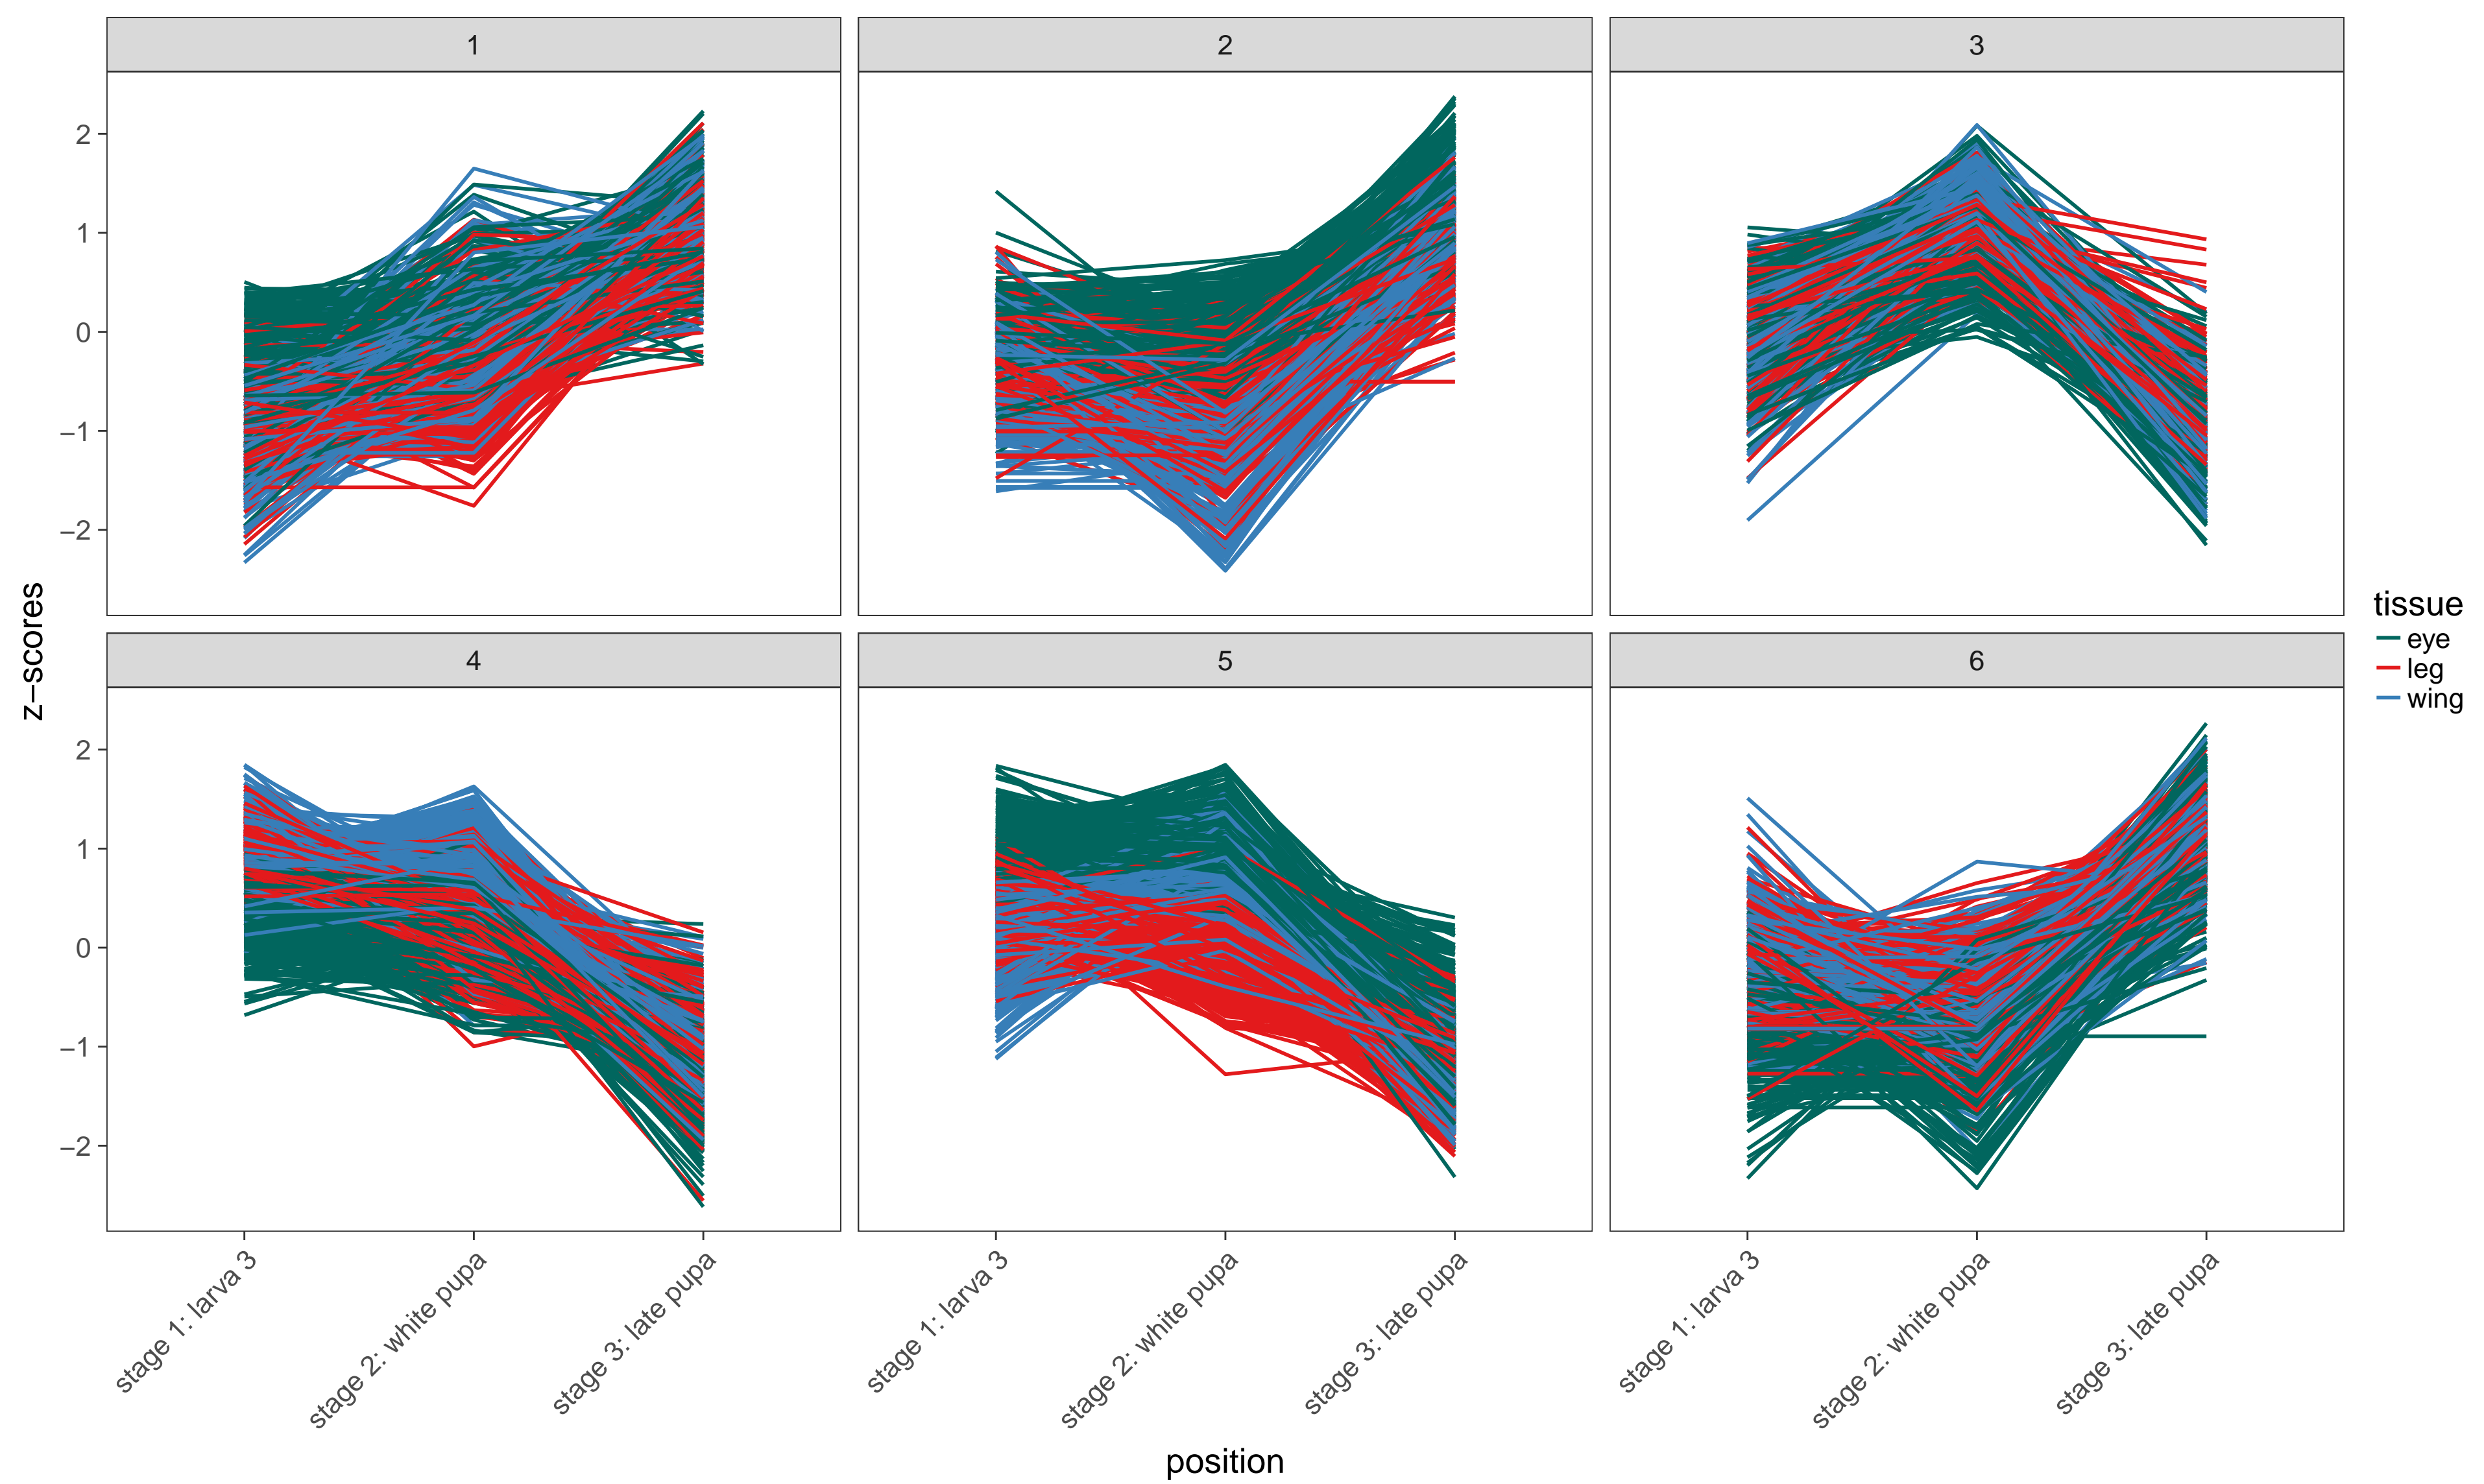 1
2
3
2
1
0
−1
−2
z−scores
4
5
6
2
1
0
−1
−2
stage 1: larva 3
stage 2: white pupa
stage 3: late pupa
stage 1: larva 3
stage 2: white pupa
stage 3: late pupa
stage 1: larva 3
stage 2: white pupa
stage 3: late pupa
position
tissue
eye
leg
wing